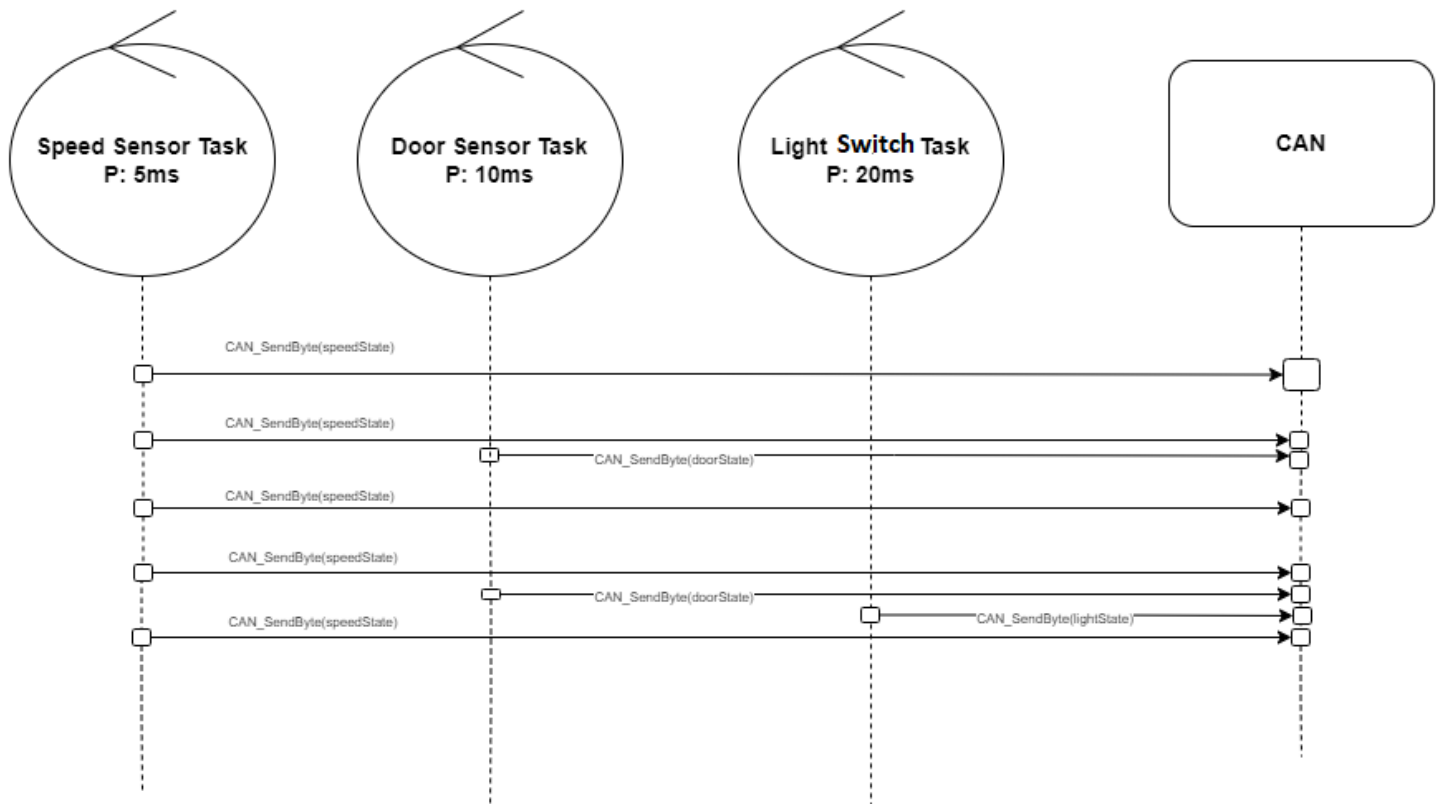 Speed Sensor Task
P: 5ms
Door Sensor Task
P: 10ms
Light Switch Task
P: 20ms
CAN
CAN_SendByte(speedState)
CAN_SendByte(speedState)
CAN_SendByte(doorState)
CAN_SendByte(speedState)
CAN_SendByte(speedState)
CAN_SendByte(doorState)
CAN_SendByte(lightState)
CAN_SendByte(speedState)